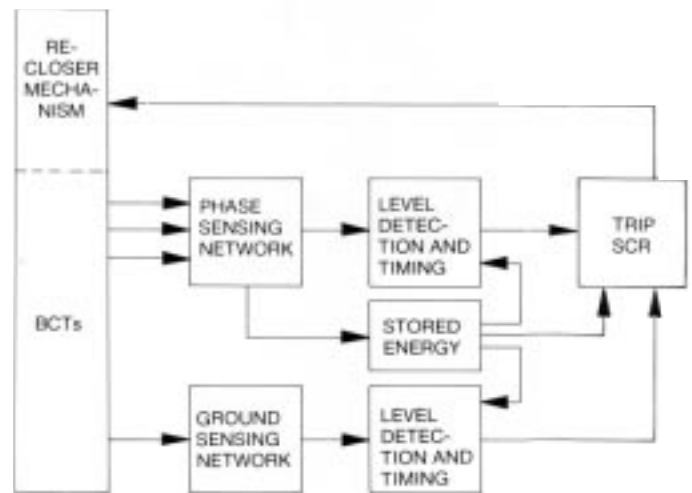 RE-
CLOSER
MECHA-
NISM
PHASE
SENSING
NETWORK
LEVEL
DETEC-
TION AND
TIMING
TRIP
SCR
BCTs
STORED
ENERGY
GROUND
SENSING
NETWORK
LEVEL
DETEC-
TION AND
TIMING